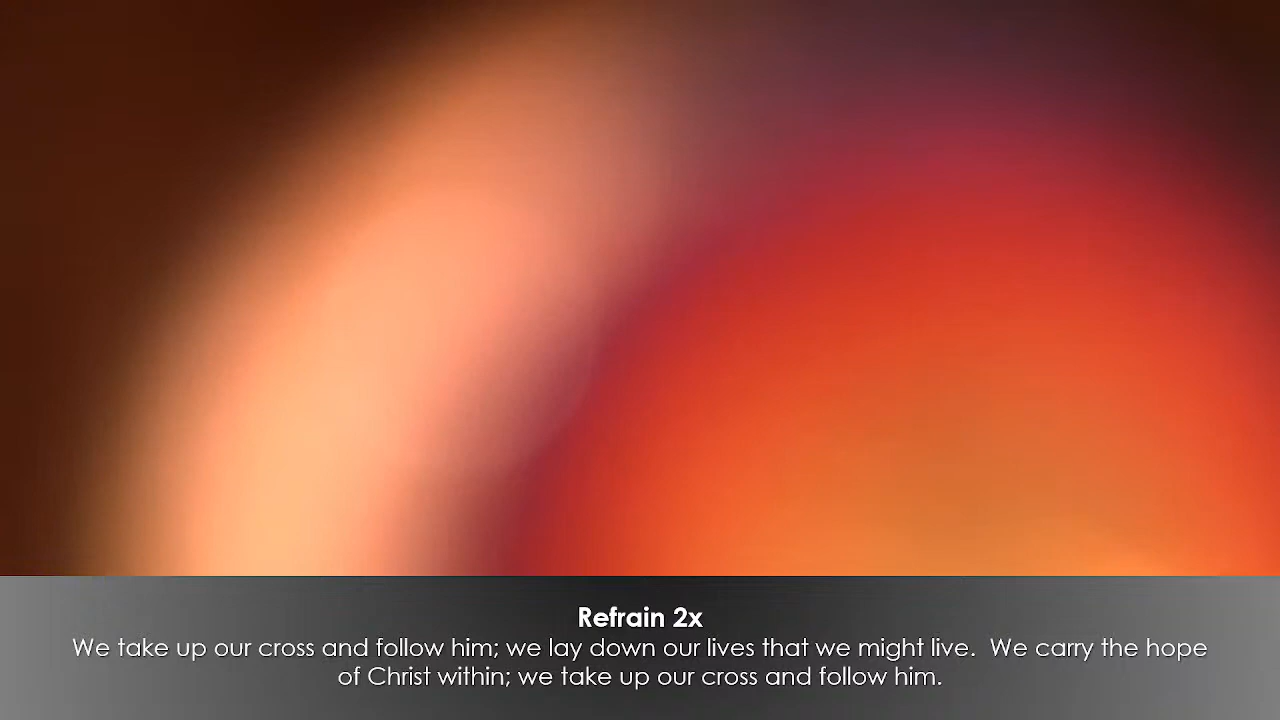 Refrain 2x
We take up our cross and follow him; we lay down our lives that we might live.  We carry the hope
of Christ within; we take up our cross and follow him.